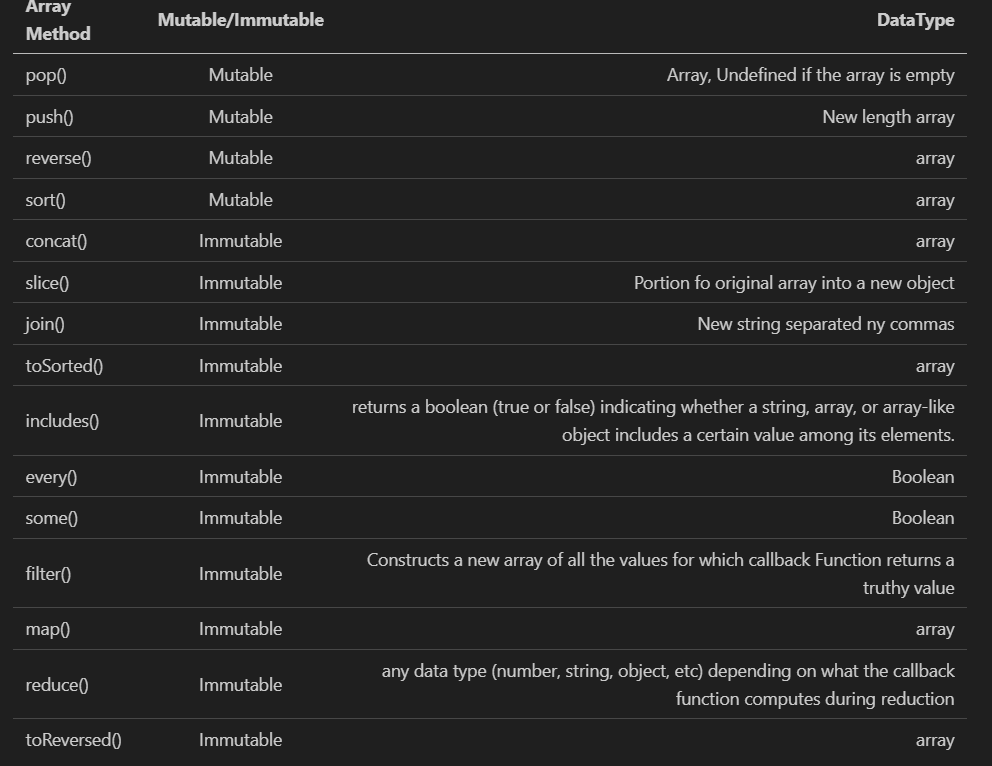 Array
Method Mutable/Immutable DataType
pop() Mutable Array, Undefined if the array is empty
push() Mutable New length array
reverse() Mutable array
sort() Mutable array
concat() Immutable array
slice() Immutable Portion fo original array into a new object
join() Immutable New string separated ny commas
toSorted() Immutable array
includes() Immutable returns a boolean (true or false) indicating whether a string, array, or array-like
object includes a certain value among its elements.
every() Immutable Boolean
some() Immutable Boolean
filter() Immutable Constructs a new array of all the values for which callback Function returns a
truthy value
map() Immutable array
reduce() Immutable any data type (number, string, object, etc) depending on what the callback
function computes during reduction
toReversed() Immutable array